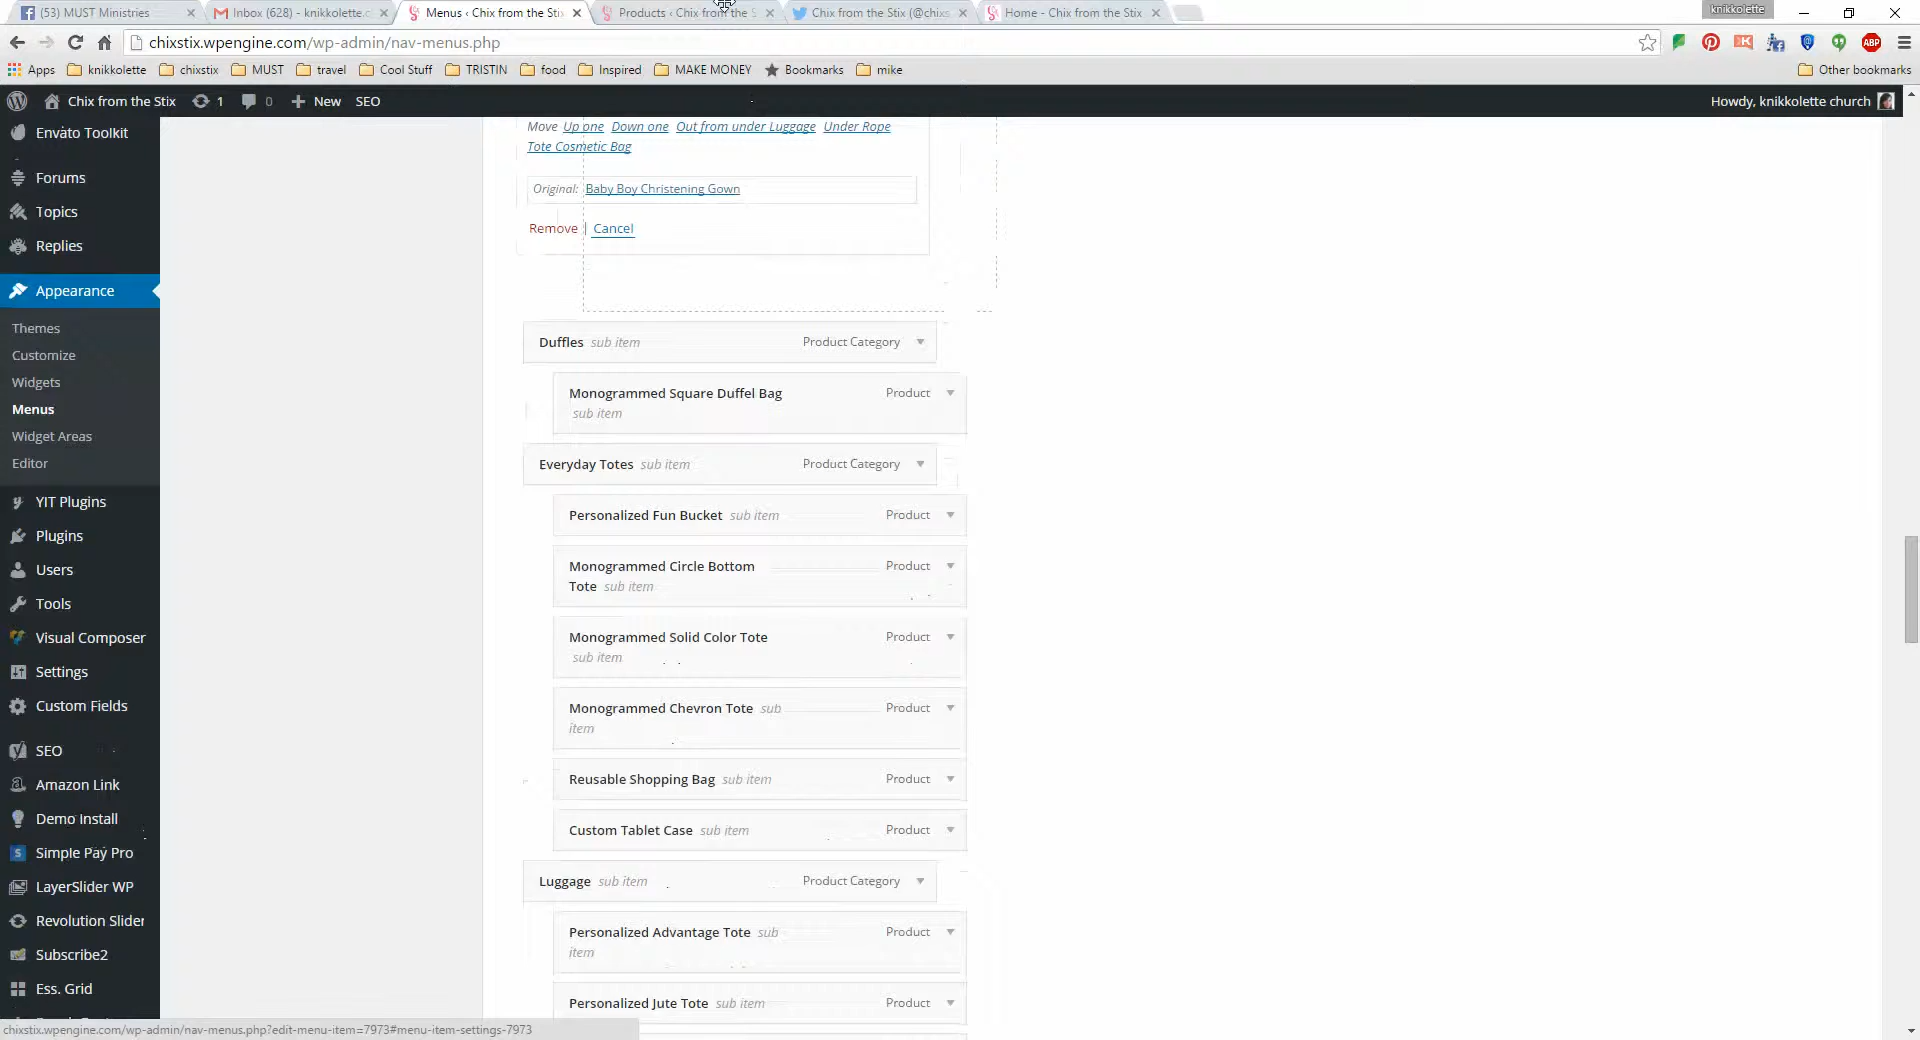 (53) MUST Ministries
Inbox (628) - knikkolette.c
Menus ‹ Chix from the Stix
Products ‹ Chix from the S
Chix from the Stix (@chixs
Home - Chix from the Stix
knikkolette
chixstix.wpengine.com/wp-admin/nav-menus.php
ABP
Apps
knikkolette
chixstix
MUST
travel
Cool Stuff
TRISTIN
food
Inspired
MAKE MONEY
Bookmarks
mike
Other bookmarks
Chix from the Stix
1
0
New
SEO
Howdy, knikkolette church
Envato Toolkit
Forums
Topics
Replies
Appearance
Themes
Customize
Widgets
Menus
Widget Areas
Editor
YIT Plugins
Plugins
Users
Tools
Visual Composer
Settings
Custom Fields
SEO
Amazon Link
Demo Install
Simple Pay Pro
LayerSlider WP
Revolution Slider
Subscribe2
Ess. Grid
Move Up one Down one Out from under Luggage Under Rope
Tote Cosmetic Bag
Original: Baby Boy Christening Gown
Remove | Cancel
Duffles sub item Product Category
Monogrammed Square Duffel Bag Product
sub item
Everyday Totes sub item Product Category
Personalized Fun Bucket sub item Product
Monogrammed Circle Bottom Product
Tote sub item
Monogrammed Solid Color Tote Product
sub item
Monogrammed Chevron Tote sub Product
item
Reusable Shopping Bag sub item Product
Custom Tablet Case sub item Product
Luggage sub item Product Category
Personalized Advantage Tote sub Product
item
Personalized Jute Tote sub item Product
chixstix.wpengine.com/wp-admin/nav-menus.php?edit-menu-item=7973#menu-item-settings-7973